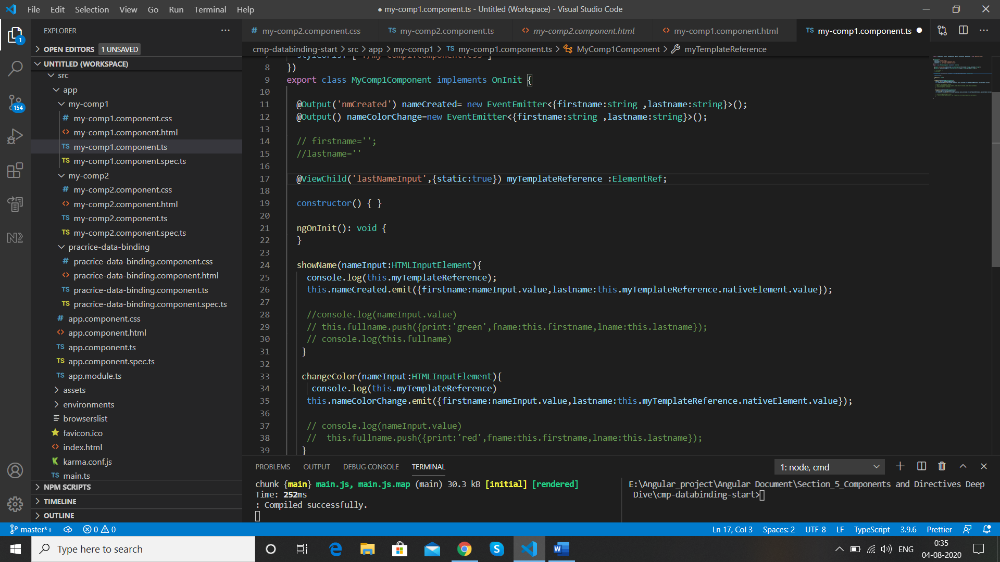 File Edit Selection View Go Run Terminal Help
● my-comp1.component.ts - Untitled (Workspace) - Visual Studio Code
EXPLORER
OPEN EDITORS 1 UNSAVED
UNTITLED (WORKSPACE)
src
app
my-comp1
# my-comp1.component.css
<> my-comp1.component.html
TS my-comp1.component.ts
TS my-comp1.component.spec.ts
my-comp2
# my-comp2.component.css
<> my-comp2.component.html
TS my-comp2.component.ts
TS my-comp2.component.spec.ts
pracrice-data-binding
# pracrice-data-binding.component.css
<> pracrice-data-binding.component.html
TS pracrice-data-binding.component.ts
TS pracrice-data-binding.component.spec.ts
# app.component.css
<> app.component.html
TS app.component.ts
TS app.component.spec.ts
TS app.module.ts
assets
environments
browserslist
favicon.ico
<> index.html
karma.conf.js
TS main.ts
NPM SCRIPTS
TIMELINE
OUTLINE
1
154
# my-comp2.component.css TS my-comp2.component.ts <> my-comp2.component.html <> my-comp1.component.html TS my-comp1.component.ts ●
cmp-databinding-start > src > app > my-comp1 > TS my-comp1.component.ts > MyComp1Component > myTemplateReference
8 })
9 export class MyComp1Component implements OnInit {
10
11 @Output('nmCreated') nameCreated= new EventEmitter<{firstname:string ,lastname:string}>();
12 @Output() nameColorChange=new EventEmitter<{firstname:string ,lastname:string}>();
13
14 // firstname='';
15 //lastname=''
16
17 @ViewChild('lastNameInput',{static:true}) myTemplateReference :ElementRef;
18
19 constructor() { }
20
21 ngOnInit(): void {
22 }
23
24 showName(nameInput:HTMLInputElement){
25 console.log(this.myTemplateReference);
26 this.nameCreated.emit({firstname:nameInput.value,lastname:this.myTemplateReference.nativeElement.value});
27
28 //console.log(nameInput.value)
29 // this.fullname.push({print:'green',fname:this.firstname,lname:this.lastname});
30 // console.log(this.fullname)
31 }
32
33 changeColor(nameInput:HTMLInputElement){
34 console.log(this.myTemplateReference)
35 this.nameColorChange.emit({firstname:nameInput.value,lastname:this.myTemplateReference.nativeElement.value});
36
37 // console.log(nameInput.value)
38 // this.fullname.push({print:'red',fname:this.firstname,lname:this.lastname});
39 }
PROBLEMS OUTPUT DEBUG CONSOLE TERMINAL
1: node, cmd
chunk {main} main.js, main.js.map (main) 30.3 kB [initial] [rendered]
Time: 252ms
: Compiled successfully.
E:\Angular_project\Angular Document\Section_5_Components and Directives Deep
Dive\cmp-databinding-start>
master*+ 0 0
Ln 17, Col 3 Spaces: 2 UTF-8 LF TypeScript 3.9.6 Prettier
Type here to search
ENG
0:35
04-08-2020